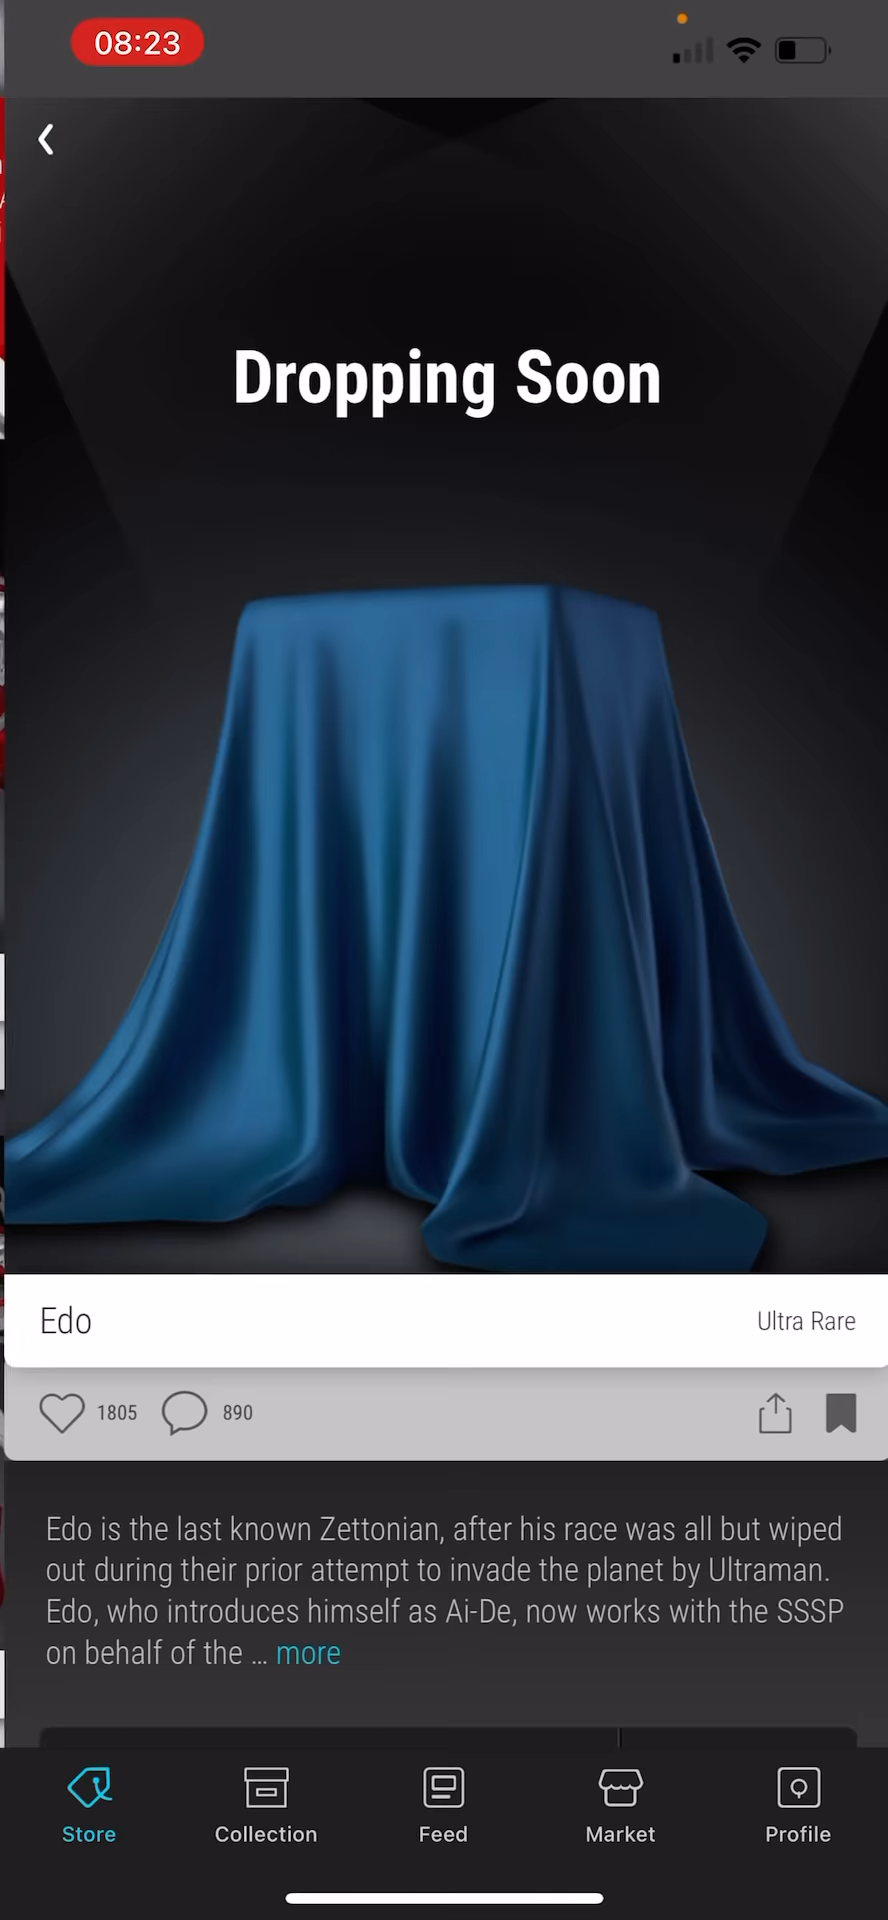 08:23
Dropping Soon
Edo
Ultra Rare
1805
890
Edo is the last known Zettonian, after his race was all but wiped
out during their prior attempt to invade the planet by Ultraman.
Edo, who introduces himself as Ai-De, now works with the SSSP
on behalf of the ... more
Store
Collection
Feed
Market
Profile